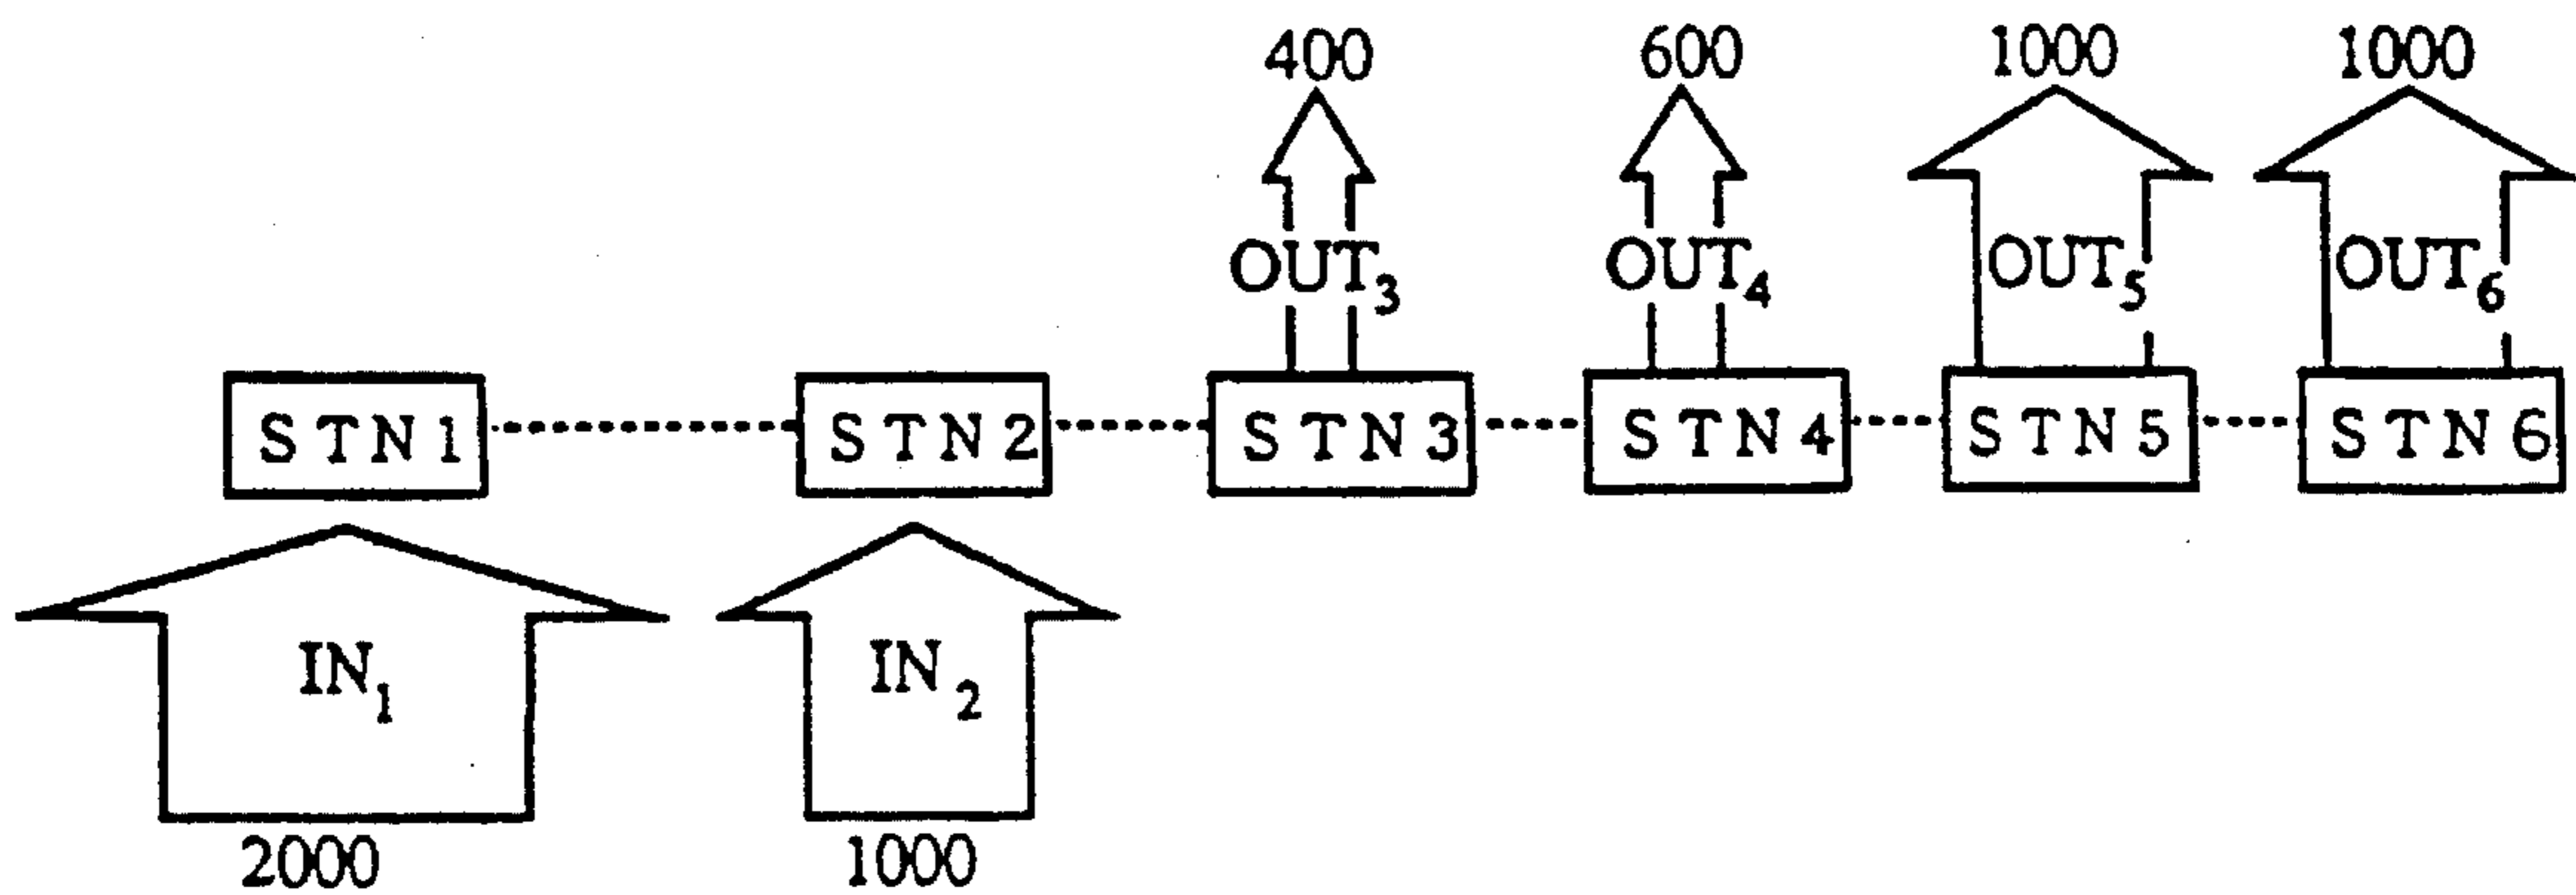 400 600 1000 1000
OUT₃ OUT₄ OUT₅ OUT₆
STN1 STN2 STN3 STN4 STN5 STN6
IN₁ IN₂
2000 1000